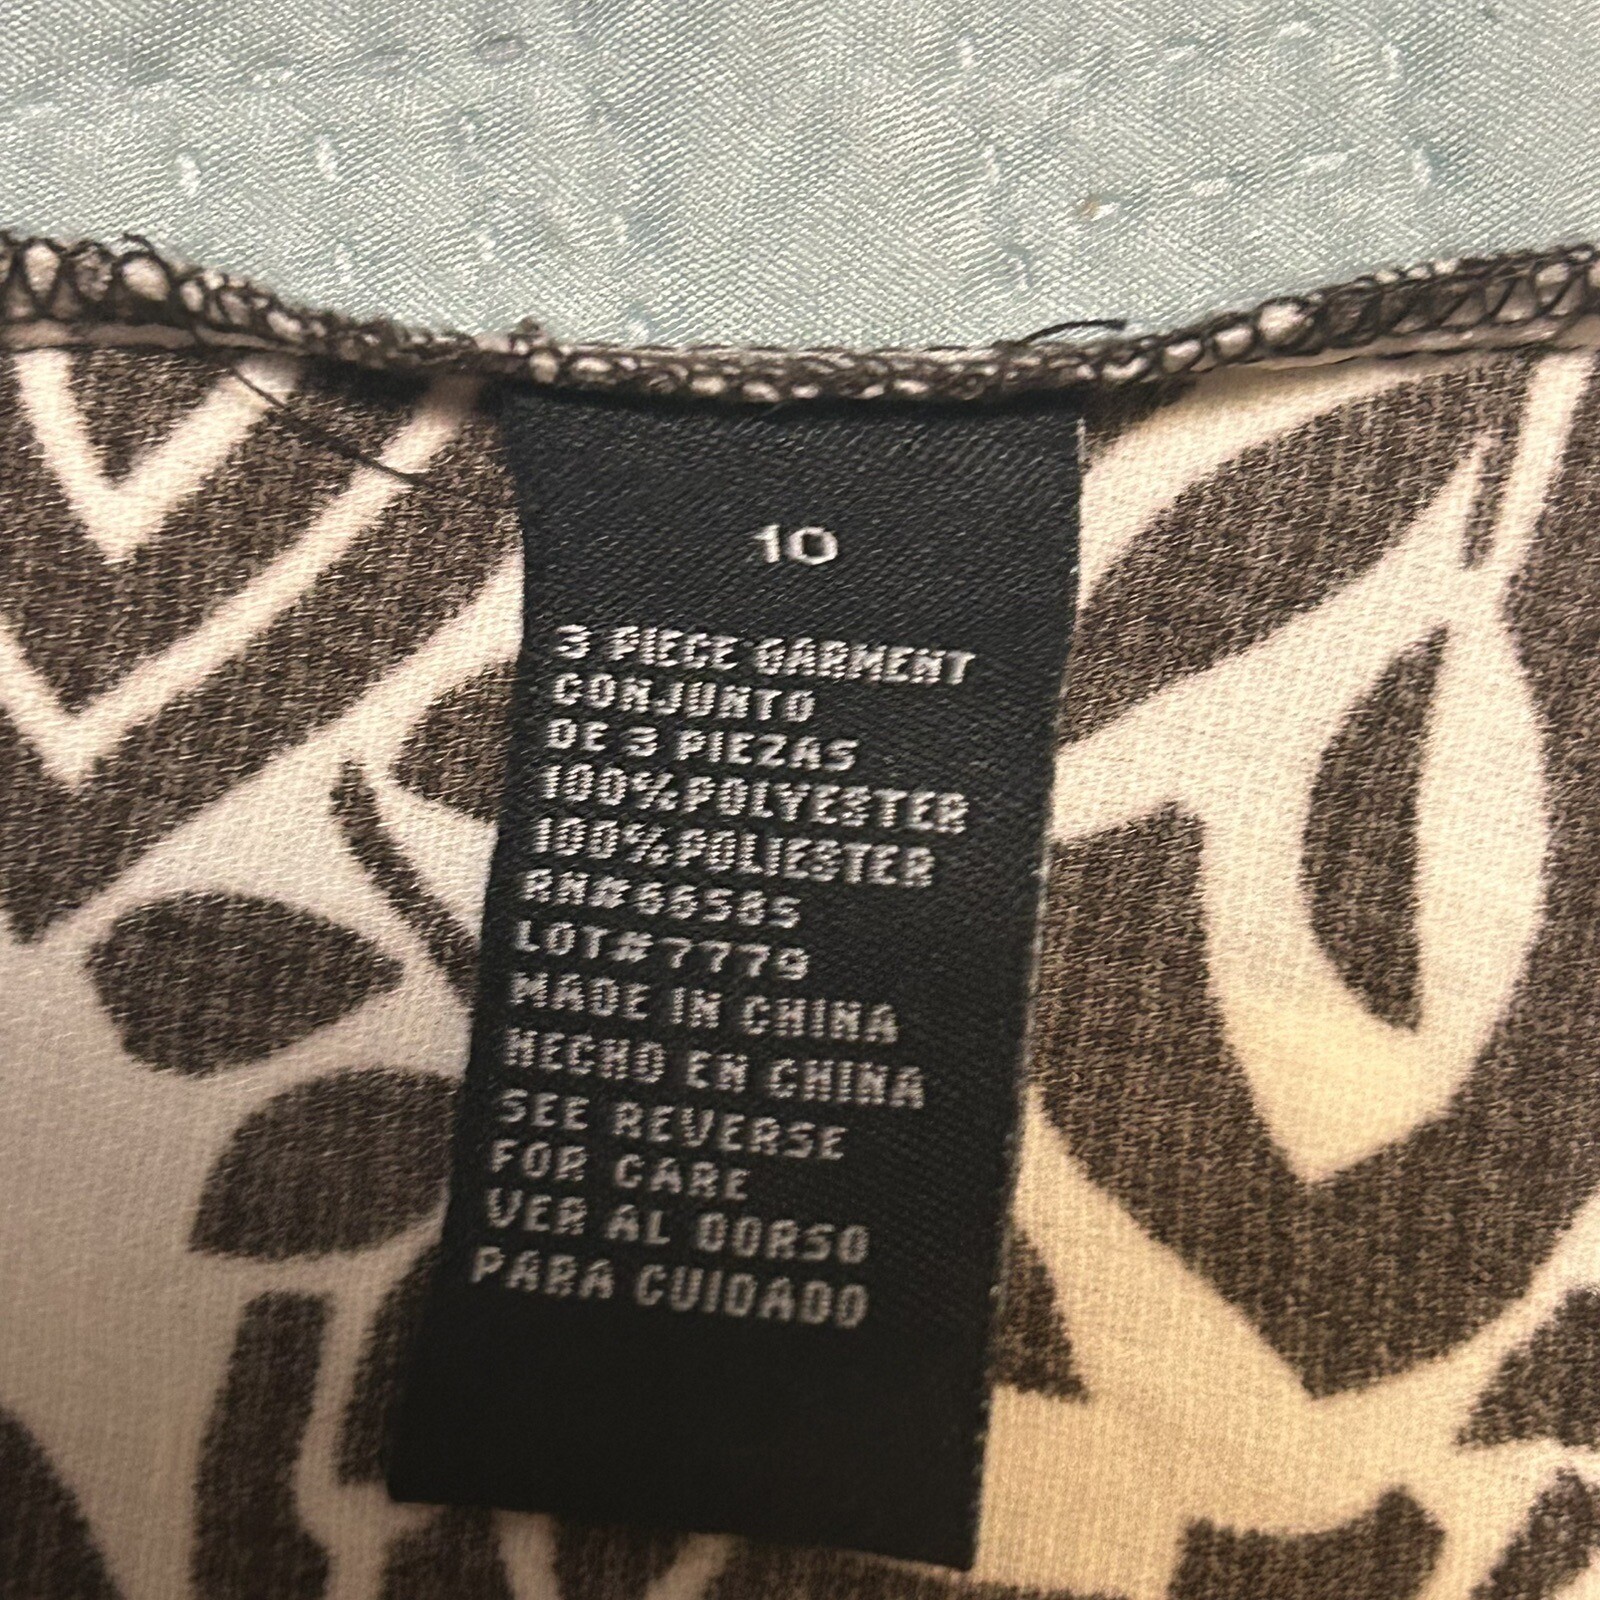 10
3 PIECE GARMENT
CONJUNTO
DE 3 PIEZAS
100%POLYESTER
100%POLIESTER
RN#66505
LOT#7779
MADE IN CHINA
HECHO EN CHINA
SEE REVERSE
FOR CARE
VER AL DORSO
PARA CUIDADO